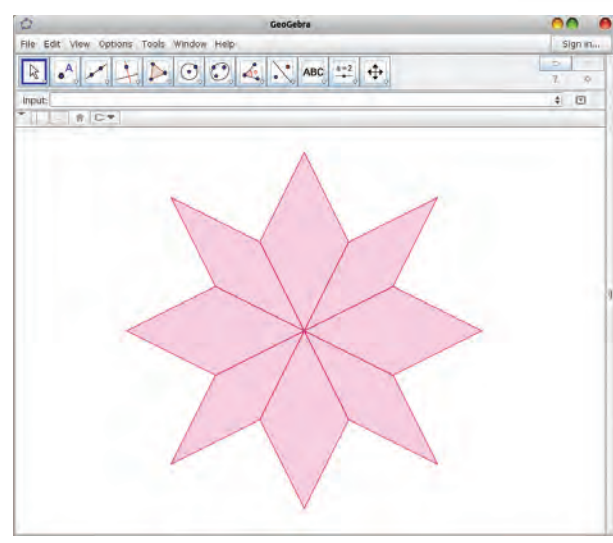 GeoGebra
File Edit View Options Tools Window Help
Sign in...
A
ABC
a=2
?
Input: